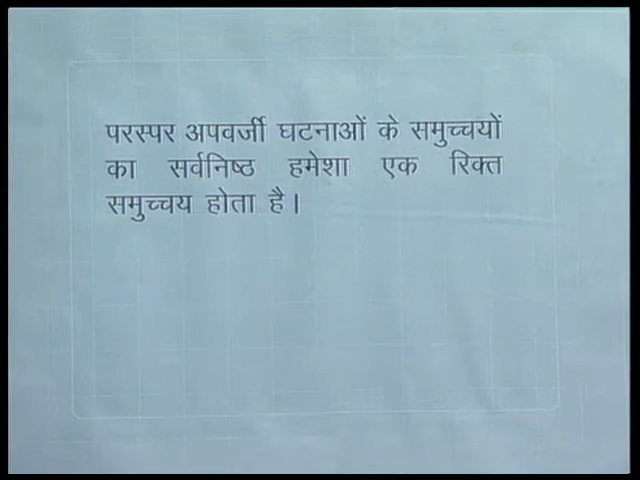 परस्पर अपवर्जी घटनाओं के समुच्चयों
का सर्वनिष्ठ हमेशा एक रिक्त
समुच्चय होता है।